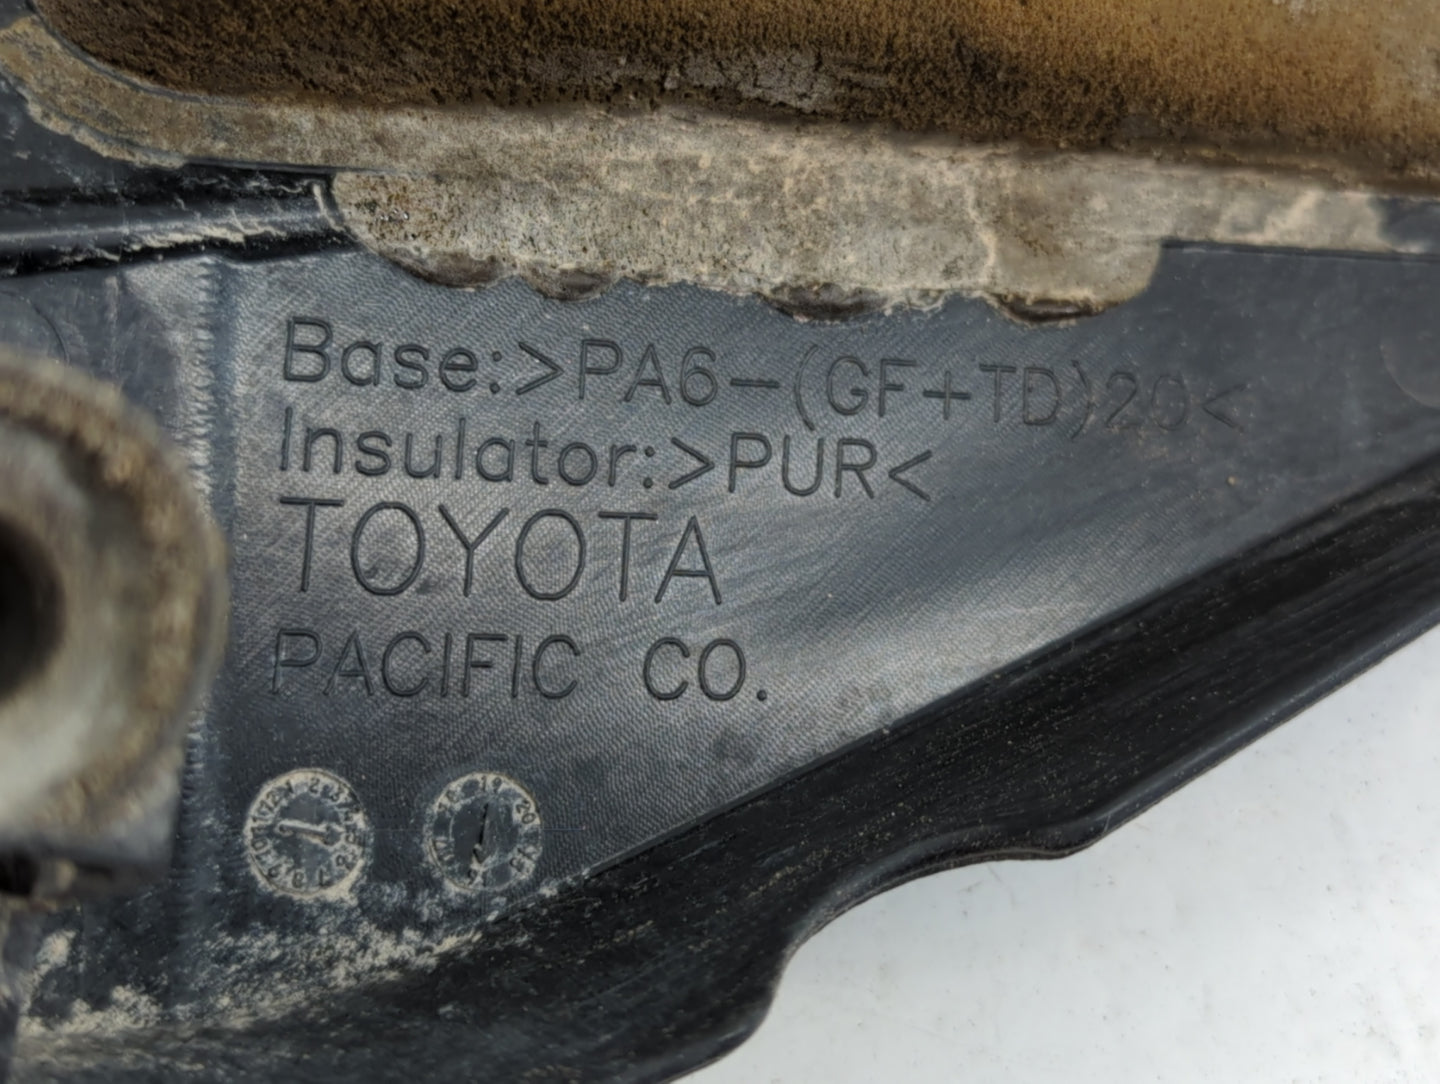 Base:>PA6-(GF+TD)20<
Insulator:>PUR<
TOYOTA
PACIFIC CO.